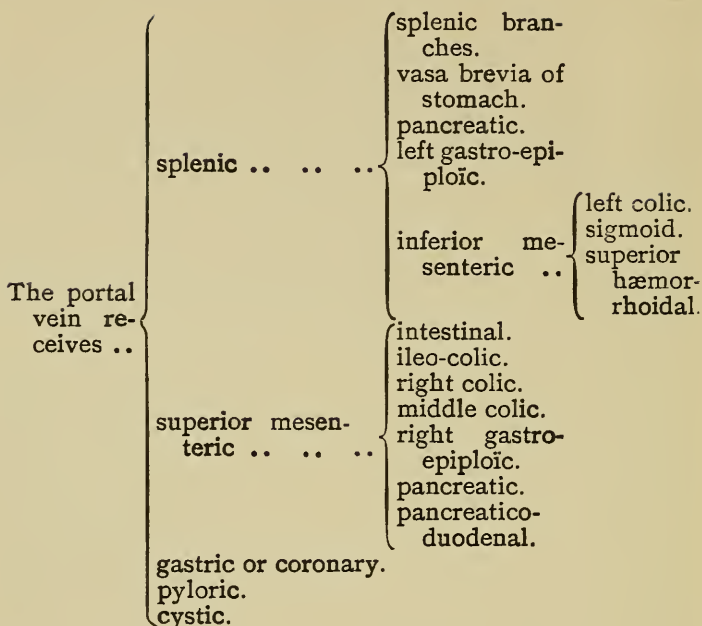 The portal
vein re-
ceives ..
splenic .. .. ..
splenic bran-
ches.
vasa brevia of
stomach.
pancreatic.
left gastro-epi-
ploïc.
inferior me-
senteric ..
left colic.
sigmoid.
superior
hæmor-
rhoidal.
superior mesen-
teric .. .. ..
intestinal.
ileo-colic.
right colic.
middle colic.
right gastro-
epiploïc.
pancreatic.
pancreatico-
duodenal.
gastric or coronary.
pyloric.
cystic.